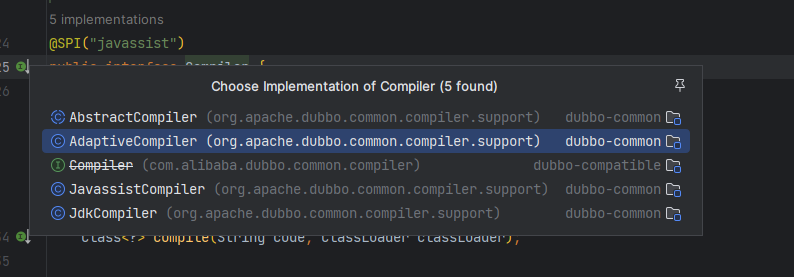 5 implementations
24 @SPI("javassist")
25 public interface Compiler {
26
Choose Implementation of Compiler (5 found)
AbstractCompiler (org.apache.dubbo.common.compiler.support) dubbo-common
AdaptiveCompiler (org.apache.dubbo.common.compiler.support) dubbo-common
Compiler (com.alibaba.dubbo.common.compiler) dubbo-compatible
JavassistCompiler (org.apache.dubbo.common.compiler.support) dubbo-common
JdkCompiler (org.apache.dubbo.common.compiler.support) dubbo-common
34 Class<?> compile(String code, ClassLoader classLoader);
35